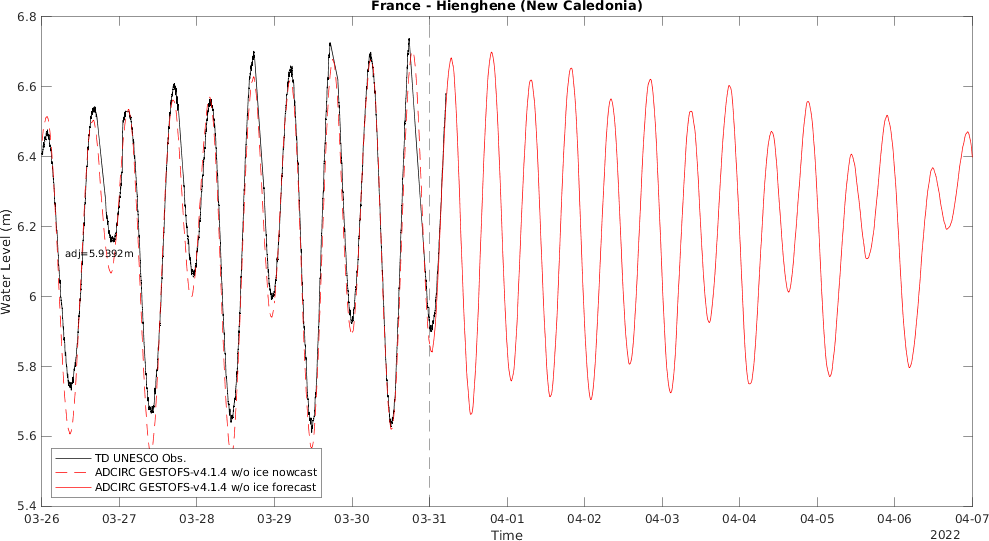 France - Hienghene (New Caledonia)
6.8
6.6
6.4
6.2
6
5.8
5.6
5.4
Water Level (m)
adj=5.9392m
TD UNESCO Obs.
ADCIRC GESTOFS-v4.1.4 w/o ice nowcast
ADCIRC GESTOFS-v4.1.4 w/o ice forecast
03-26 03-27 03-28 03-29 03-30 03-31 04-01 04-02 04-03 04-04 04-05 04-06 04-07
Time
2022